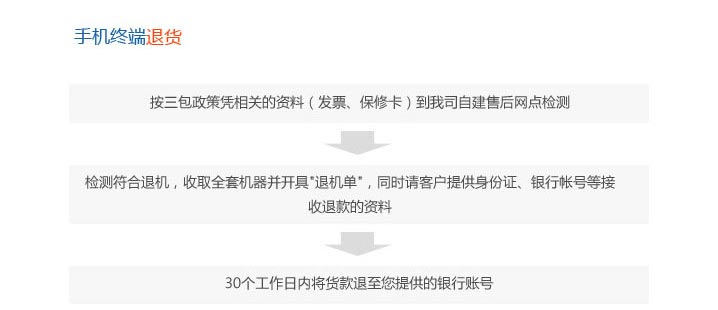 手机终端退货
按三包政策凭相关的资料（发票、保修卡）到我司自建售后网点检测
检测符合退机，收取全套机器并开具"退机单"，同时请客户提供身份证、银行帐号等接
收退款的资料
30个工作日内将货款退至您提供的银行账号